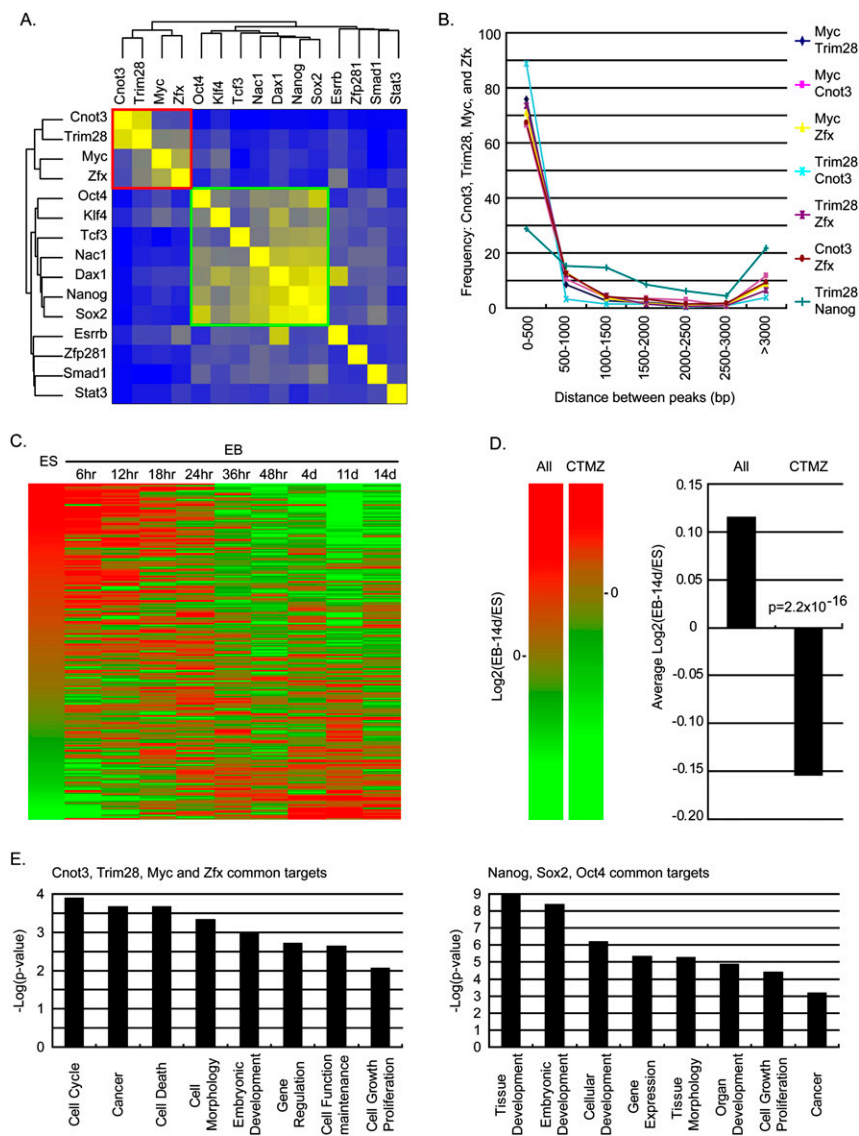 A.
Cnot3
Trim28
Myc
Zfx
Oct4
Klf4
Tcf3
Nac1
Dax1
Nanog
Sox2
Esrrb
Zfp281
Smad1
Stat3
Cnot3
Trim28
Myc
Zfx
Oct4
Klf4
Tcf3
Nac1
Dax1
Nanog
Sox2
Esrrb
Zfp281
Smad1
Stat3
B.
Frequency: Cnot3, Trim28, Myc, and Zfx
100
80
60
40
20
0
0-500
500-1000
1000-1500
1500-2000
2000-2500
2500-3000
>3000
Distance between peaks (bp)
Myc
Trim28
Myc
Cnot3
Myc
Zfx
Trim28
Cnot3
Trim28
Zfx
Cnot3
Zfx
Trim28
Nanog
C.
EB
ES
6hr 12hr 18hr 24hr 36hr 48hr 4d 11d 14d
D.
All CTMZ
Log2(EB-14d/ES)
0-
-0
All CTMZ
Average Log2(EB-14d/ES)
0.15
0.10
0.05
0
-0.05
-0.10
-0.15
-0.20
p=2.2x10-16
E.
Cnot3, Trim28, Myc and Zfx common targets
-Log(p-value)
4
3
2
1
0
Cell Cycle
Cancer
Cell Death
Cell
Morphology
Embryonic
Development
Gene
Regulation
Cell Function
maintenance
Cell Growth
Proliferation
Nanog, Sox2, Oct4 common targets
-Log(p-value)
9
8
7
6
5
4
3
2
1
0
Tissue
Development
Embryonic
Development
Cellular
Development
Gene
Expression
Tissue
Morphology
Organ
Development
Cell Growth
Proliferation
Cancer